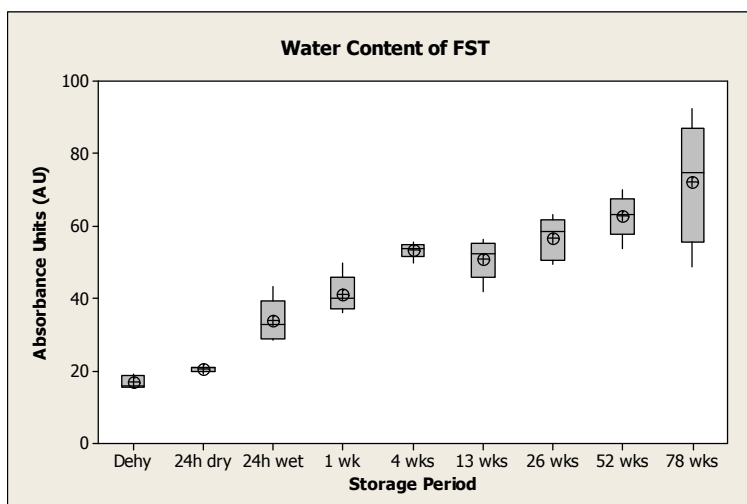 Water Content of FST
Absorbance Units (AU)
100
80
60
40
20
0
Dehy 24h dry 24h wet 1 wk 4 wks 13 wks 26 wks 52 wks 78 wks
Storage Period